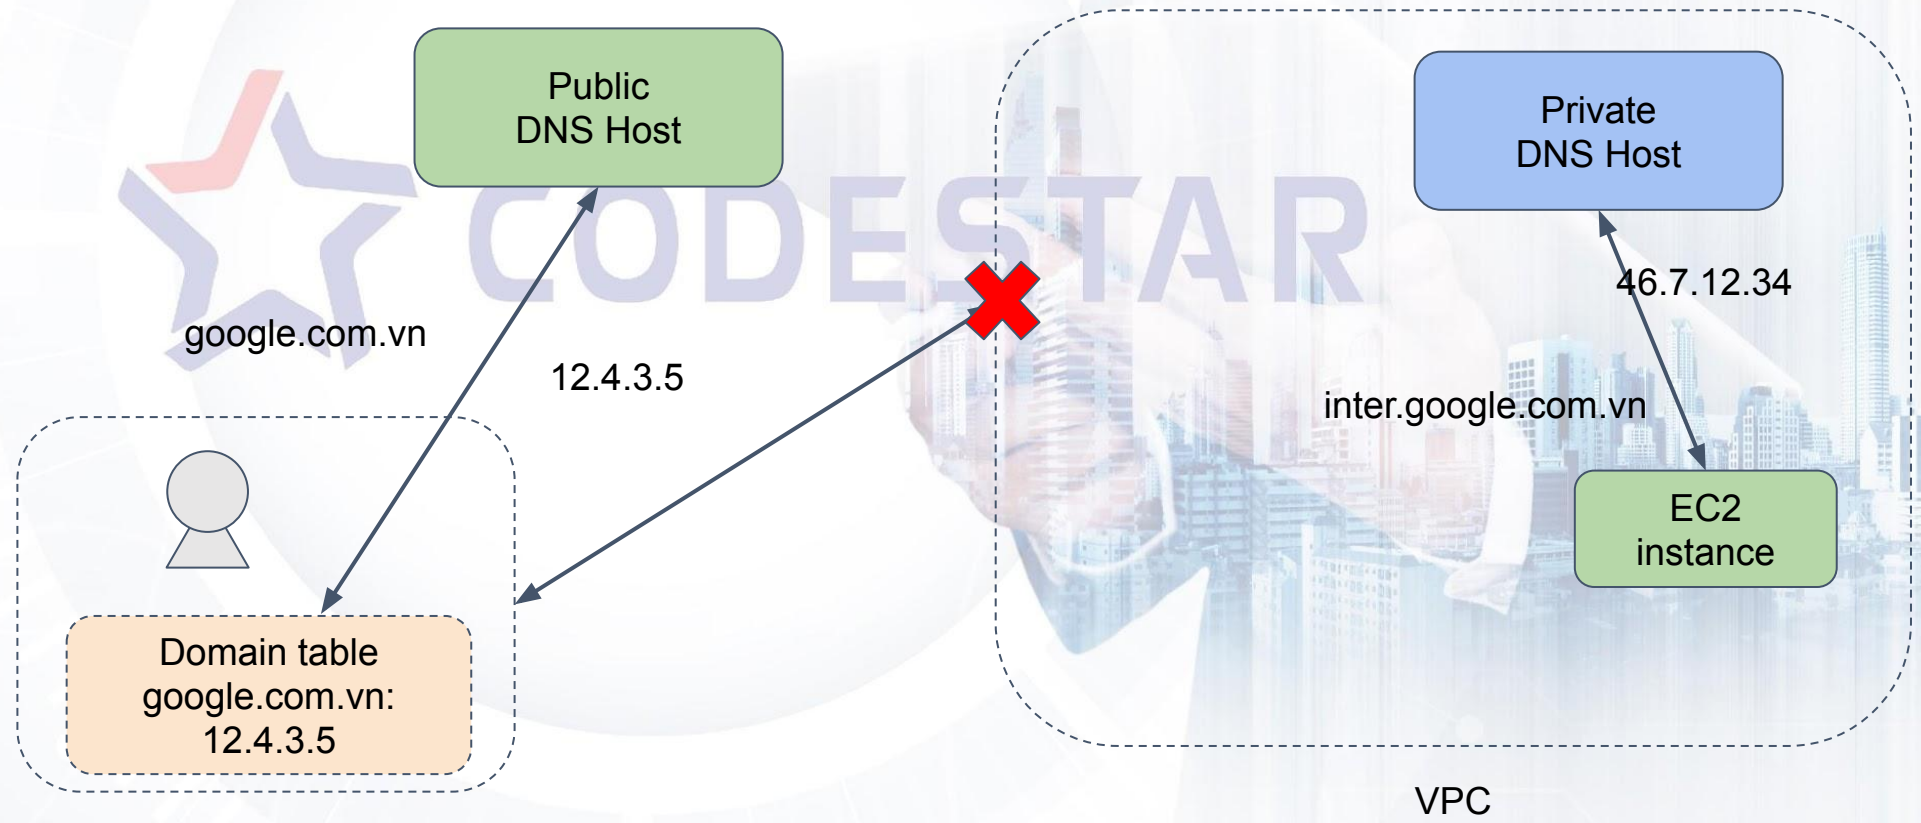 Public
DNS Host
Private
DNS Host
CODESTAR
46.7.12.34
google.com.vn
12.4.3.5
inter.google.com.vn
EC2
instance
Domain table
google.com.vn:
12.4.3.5
VPC